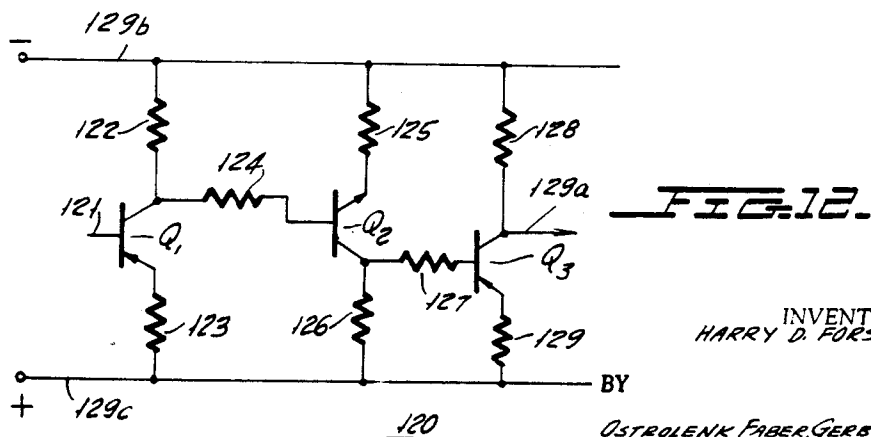 129b
−
122
125
128
124
129a
121
Q1
Q2
Q3
FIG.12.
127
123
126
129
INVENT
HARRY D. FORS
BY
+
129c
120
OSTROLENK FABER, GERB